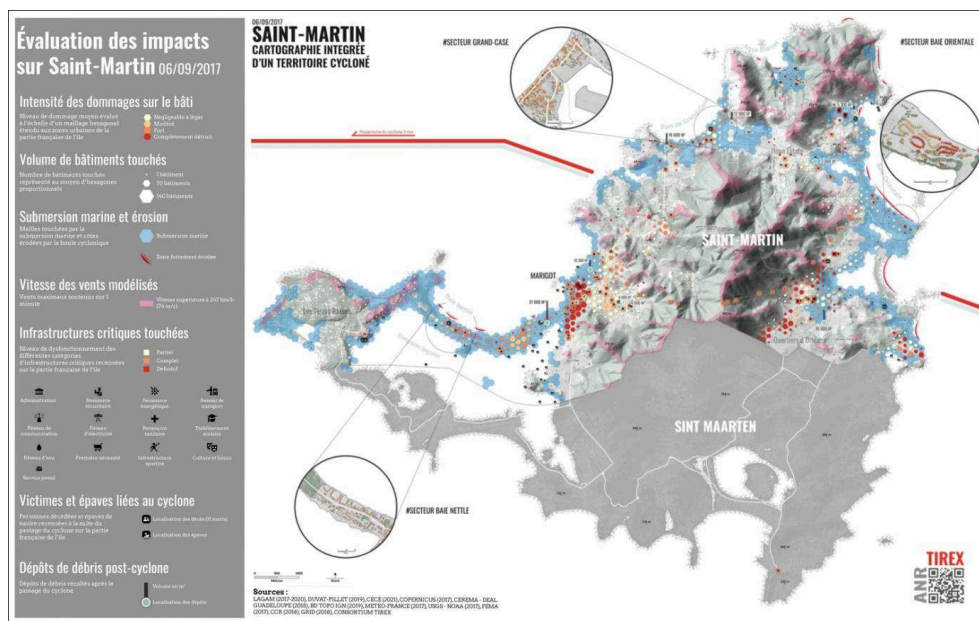 Évaluation des impacts
sur Saint-Martin 06/09/2017
Intensité des dommages sur le bâti
Niveau de dommage moyen évalué
à l'échelle d'un maillage hexagonal
étendu aux zones urbaines de la
partie française de l'île
Négligeable à léger
Modéré
Fort
Complètement détruit
Volume de bâtiments touchés
Nombre de bâtiments touchés
représenté au moyen d'hexagones
proportionnels
1 bâtiment
70 bâtiments
140 bâtiments
Submersion marine et érosion
Mailles touchées par la
submersion marine et côtes
érodées par la houle cyclonique
Submersion marine
Zone fortement érodée
Vitesse des vents modélisés
Vents maximaux soutenus sur 1
minute
Vitesse supérieure à 267 km/h
(74 m/s)
Infrastructures critiques touchées
Niveau de dysfonctionnement des
différentes catégories
d'infrastructures critiques recensées
sur la partie française de l'île
Partiel
Complet
Définitif
Administration
Ressource
sécuritaire
Ressource
énergétique
Réseau de
transport
Réseau de
communication
Réseau
d'électricité
Ressource
sanitaire
Etablissement
scolaire
Réseau d'eau
Première nécessité
Infrastructure
sportive
Culture et loisirs
Service postal
Victimes et épaves liées au cyclone
Personnes décédées et épaves de
navire recensées à la suite du
passage du cyclone sur la partie
française de l'île
Localisation des décès (11 morts)
Localisation des épaves
Dépôts de débris post-cyclone
Dépôts de débris récoltés après le
passage du cyclone
Volume en m³
Localisation des dépôts
06/09/2017
SAINT-MARTIN
CARTOGRAPHIE INTEGRÉE
D'UN TERRITOIRE CYCLONÉ
#SECTEUR GRAND-CASE
#SECTEUR BAIE ORIENTALE
Trajectoire du cyclone Irma
SAINT-MARTIN
MARIGOT
Les Terres Basses
Quartiers d'Orléans
SINT MAARTEN
#SECTEUR BAIE NETTLE
Sources :
LAGAM (2017-2020), DUVAT-PILLET (2019), CÉCÉ (2021), COPERNICUS (2017), CEREMA - DEAL
GUADELOUPE (2018), BD TOPO IGN (2019), METEO-FRANCE (2017), USGS - NOAA (2017), FEMA
(2017), CCR (2018), GRID (2018), CONSORTIUM TIREX
ANR
TIREX